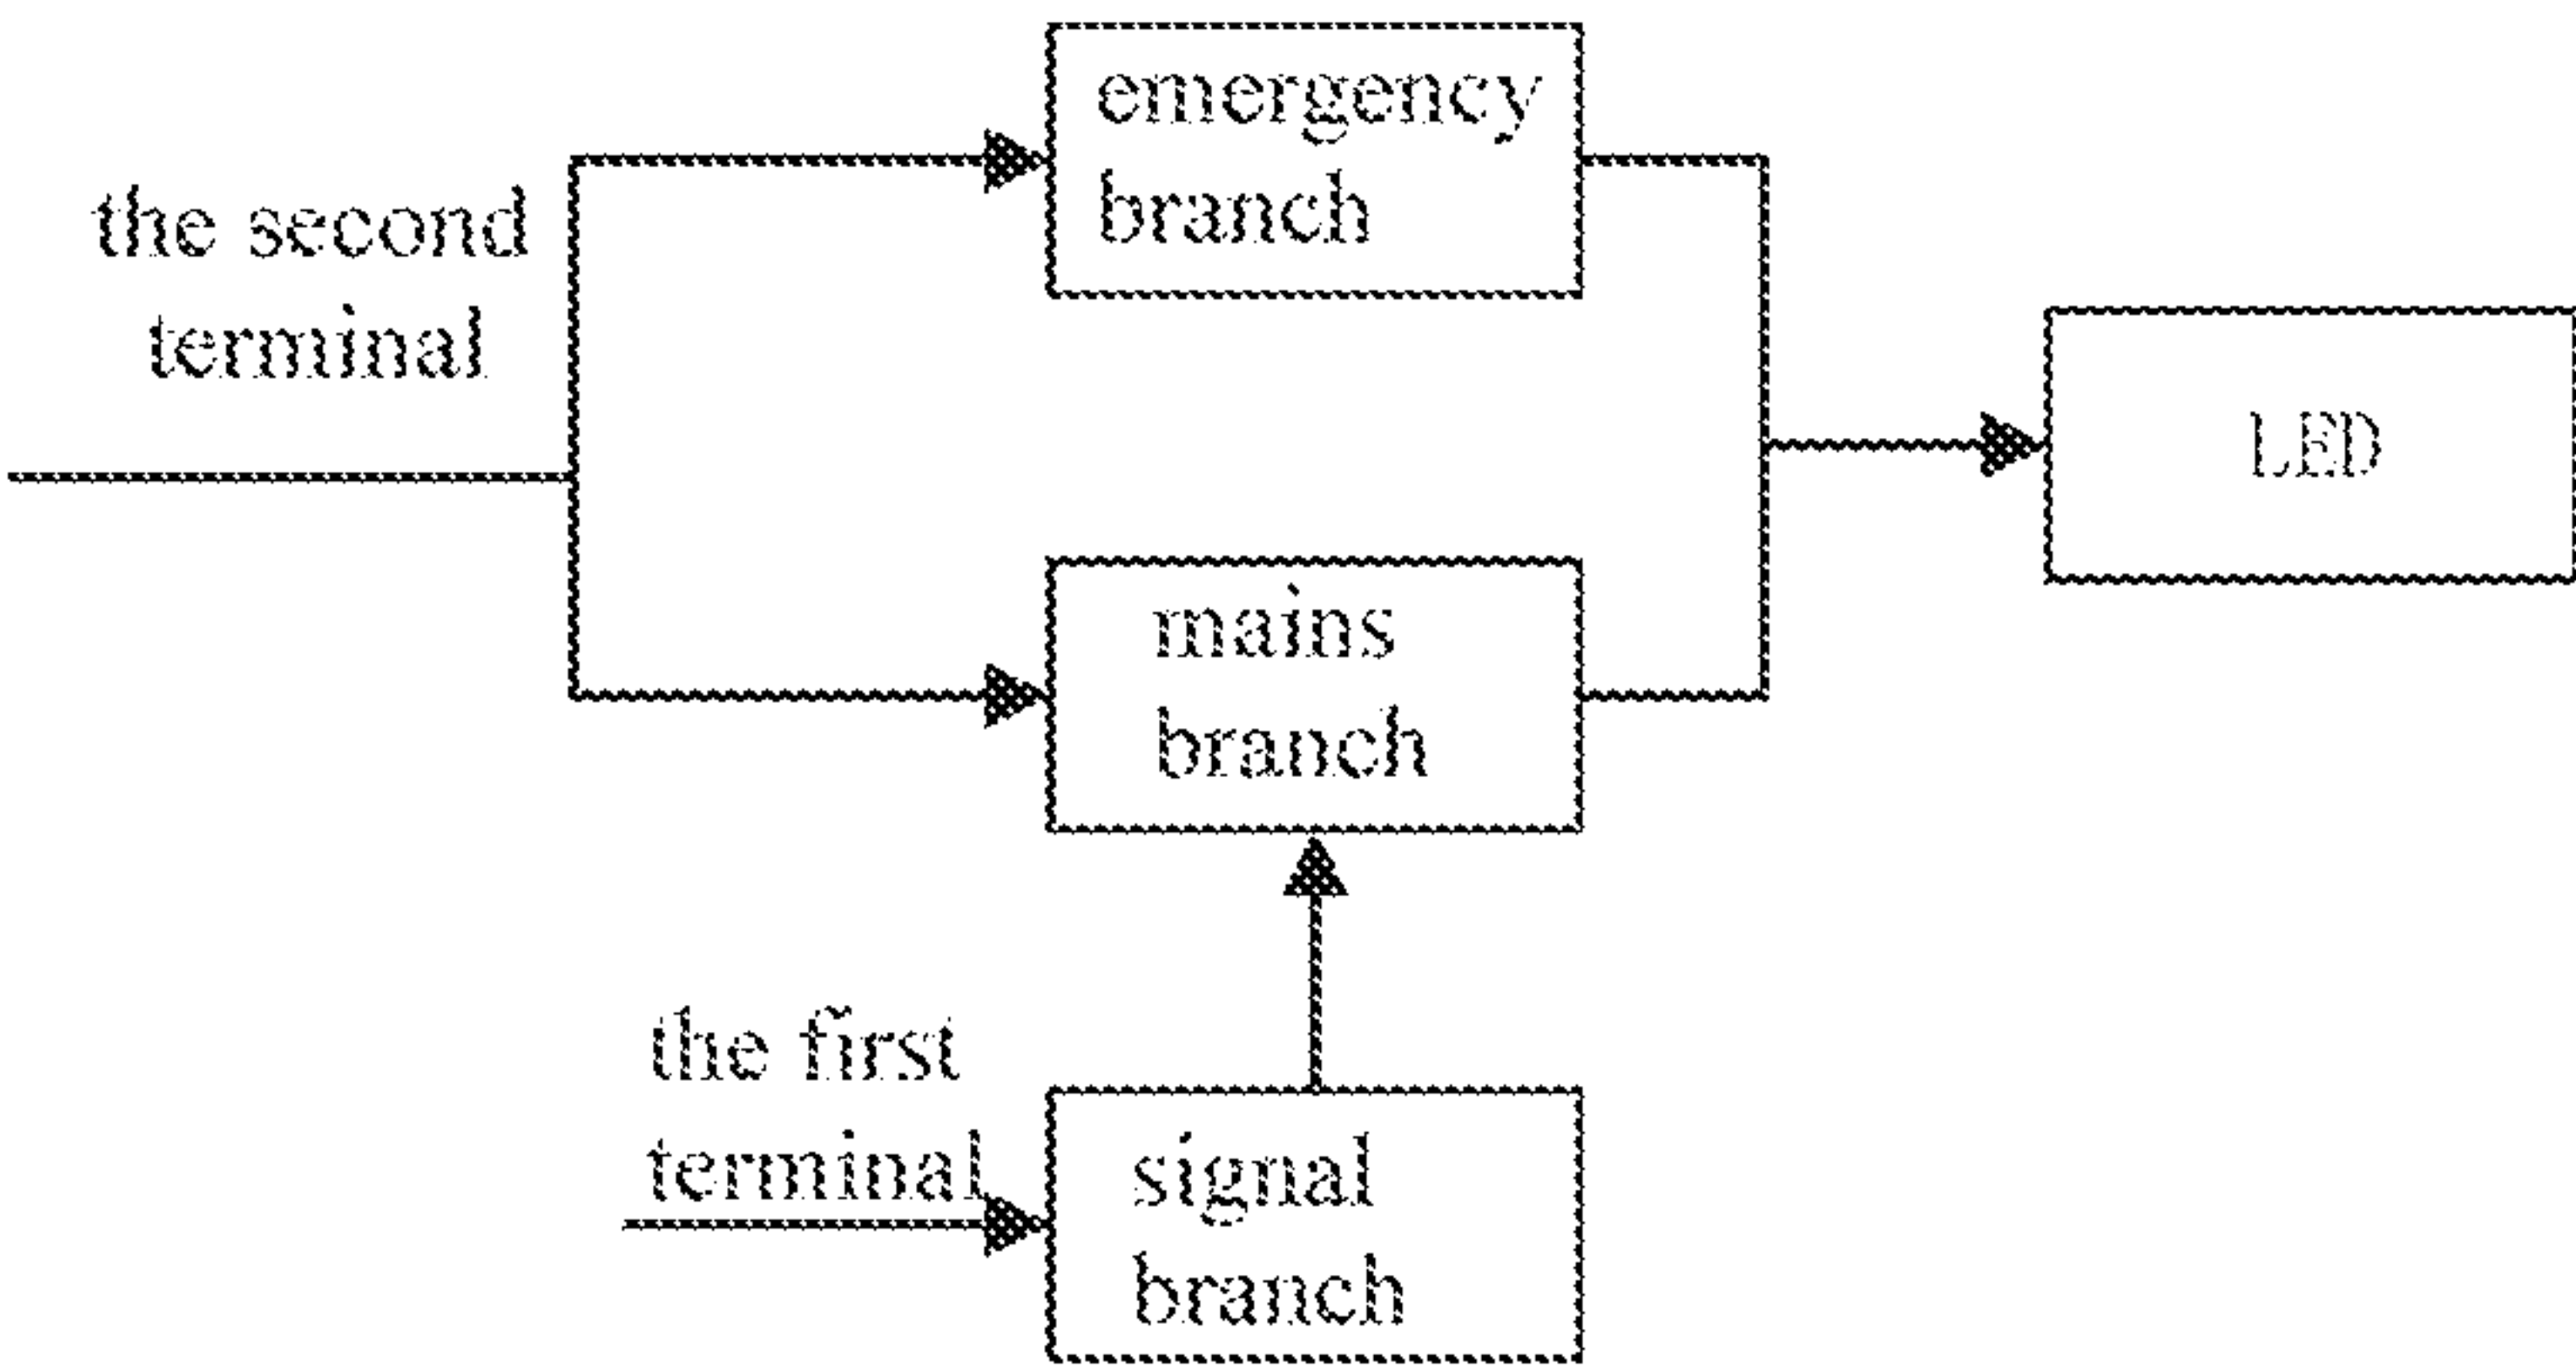 emergency
branch
the second
terminal
LED
mains
branch
the first
terminal
signal
branch